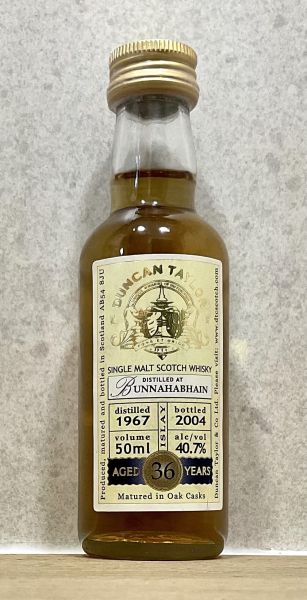 DUNCAN TAYLOR
SINGLE MALT SCOTCH WHISKY
DISTILLED AT
BUNNAHABHAIN
distilled
1967
ISLAY
bottled
2004
volume
50ml
alc/vol
40.7%
AGED 36 YEARS
Matured in Oak Casks
Produced, matured and bottled in Scotland AB54 8JU
Duncan Taylor & Co Ltd. Please visit: www.dtcscotch.com